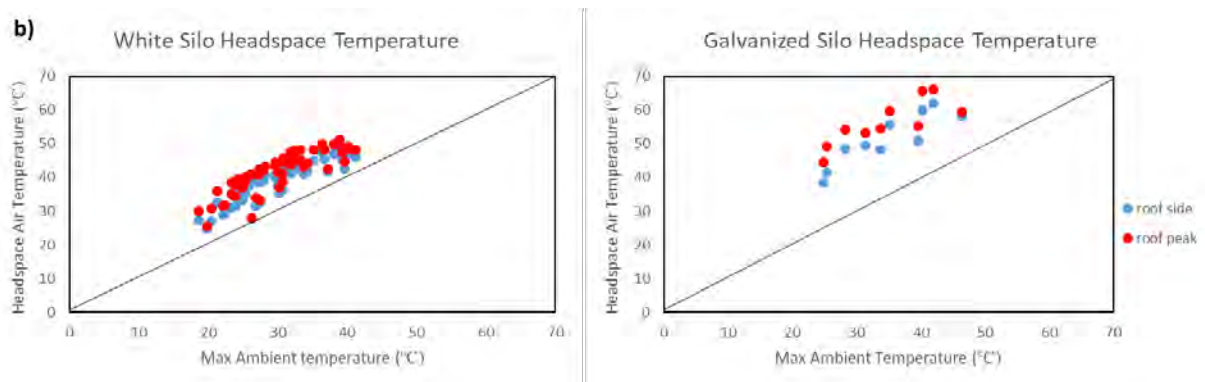 b)
White Silo Headspace Temperature
Headspace Air Temperature (°C)
70
60
50
40
30
20
10
0
0 10 20 30 40 50 60 70
Max Ambient temperature (°C)
Galvanized Silo Headspace Temperature
Headspace Air Temperature (°C)
70
60
50
40
30
20
10
0
0 10 20 30 40 50 60 70
Max Ambient Temperature (°C)
roof side
roof peak